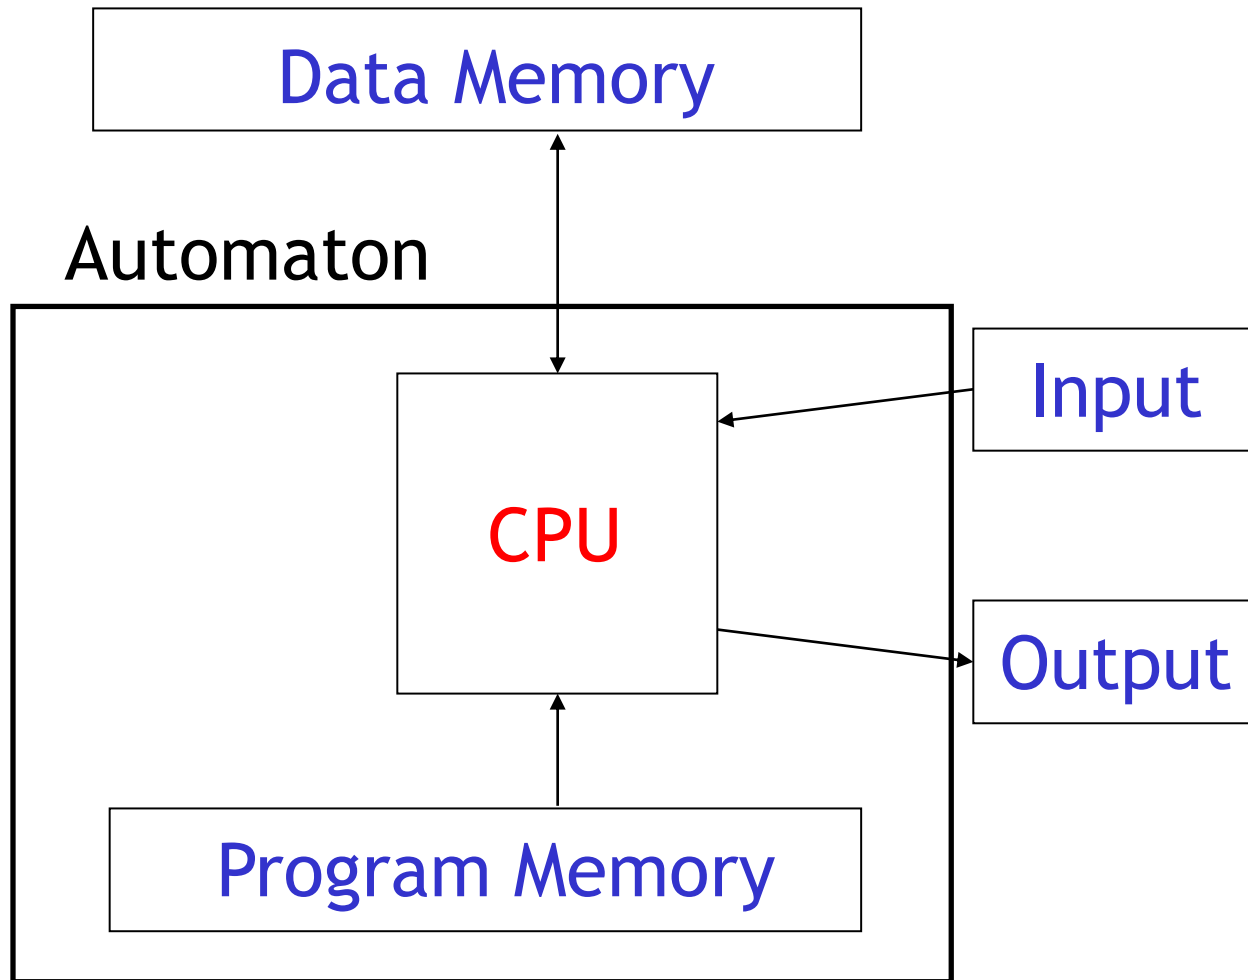 Data Memory
Automaton
Input
CPU
Output
Program Memory